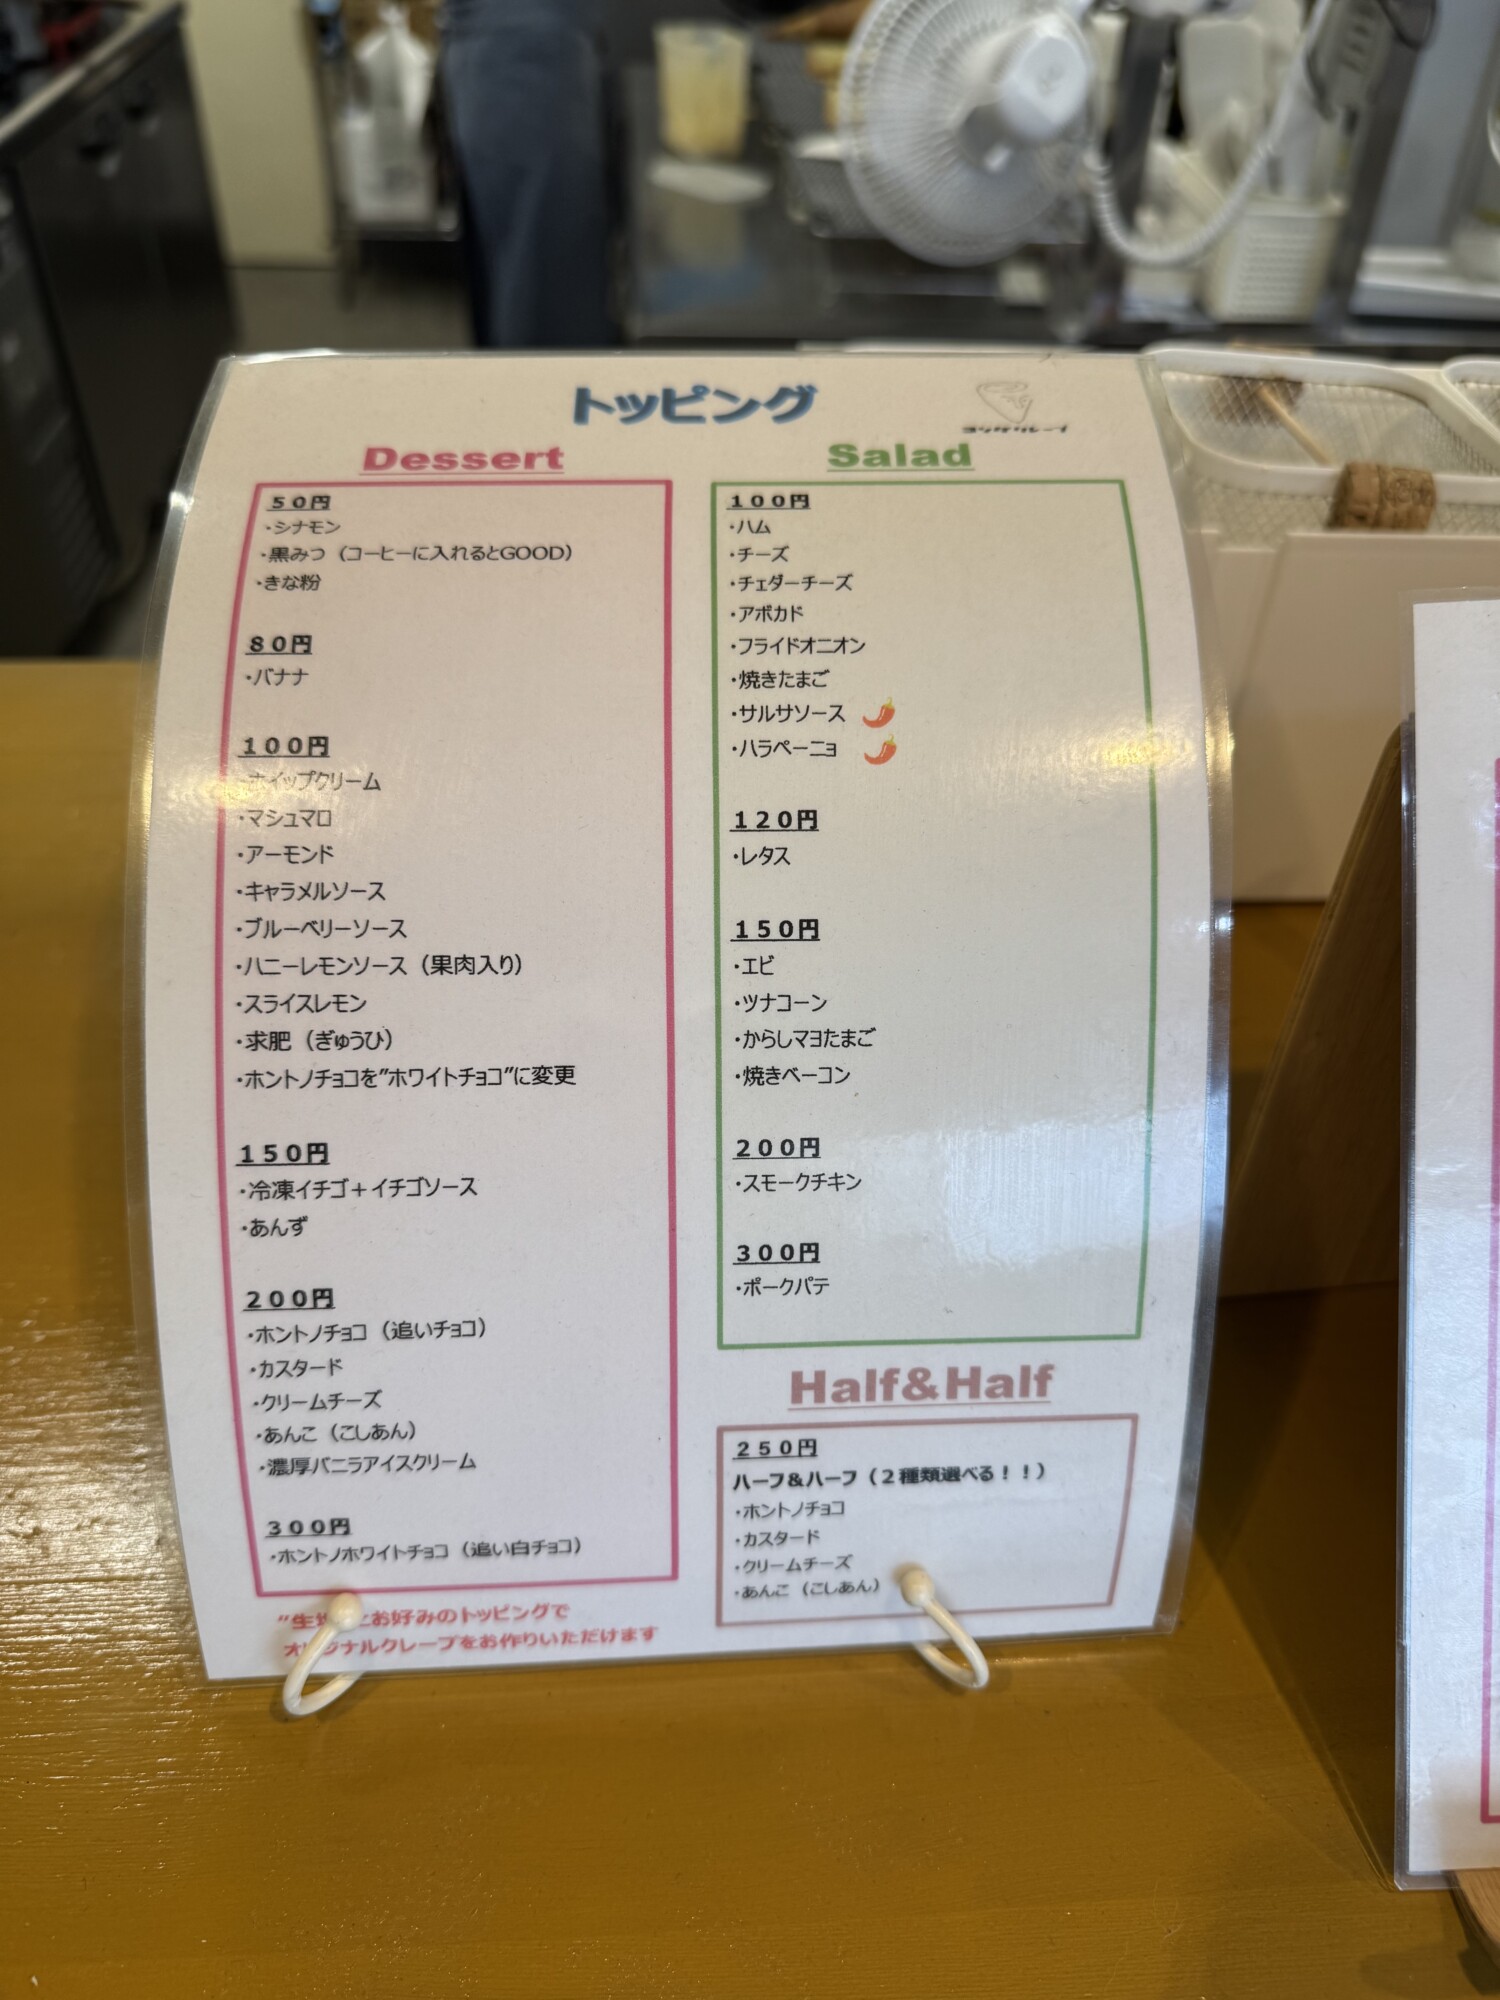 トッピング
Dessert
５０円
・シナモン
・黒みつ（コーヒーに入れるとGOOD）
・きな粉
８０円
・バナナ
１００円
・ホイップクリーム
・マシュマロ
・アーモンド
・キャラメルソース
・ブルーベリーソース
・ハニーレモンソース（果肉入り）
・スライスレモン
・求肥（ぎゅうひ）
・ホントノチョコを”ホワイトチョコ”に変更
１５０円
・冷凍イチゴ＋イチゴソース
・あんず
２００円
・ホントノチョコ（追いチョコ）
・カスタード
・クリームチーズ
・あんこ（こしあん）
・濃厚バニラアイスクリーム
３００円
・ホントノホワイトチョコ（追い白チョコ）
Salad
１００円
・ハム
・チーズ
・チェダーチーズ
・アボカド
・フライドオニオン
・焼きたまご
・サルサソース
・ハラペーニョ
１２０円
・レタス
１５０円
・エビ
・ツナコーン
・からしマヨたまご
・焼きベーコン
２００円
・スモークチキン
３００円
・ポークパテ
Half&Half
２５０円
ハーフ＆ハーフ（２種類選べる！！）
・ホントノチョコ
・カスタード
・クリームチーズ
・あんこ（こしあん）
お好みのトッピングで
オリジナルクレープをお作りいただけます